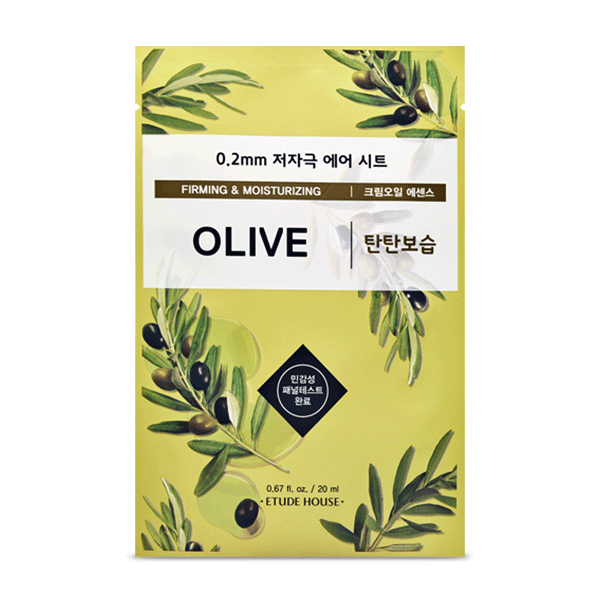 0.2mm 저자극 에어 시트
FIRMING & MOISTURIZING | 크림오일 에센스
OLIVE | 탄탄보습
민감성
패널테스트
완료
0.67 fl. oz. / 20 ml
·ETUDE HOUSE·